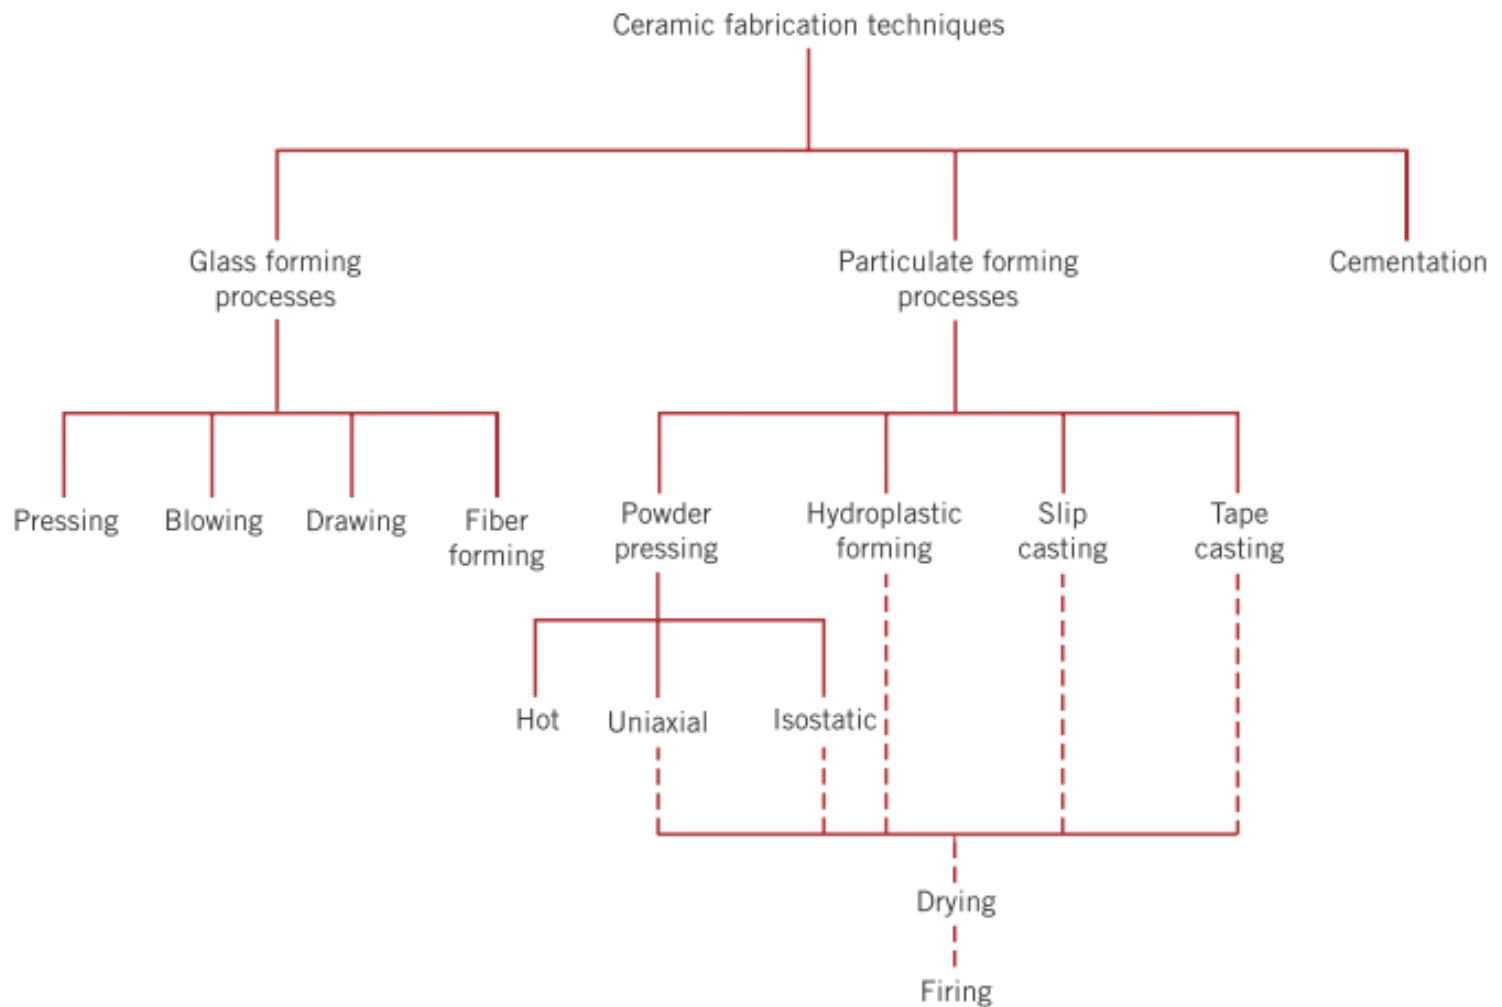 Ceramic fabrication techniques
Glass forming
processes
Particulate forming
processes
Cementation
Pressing
Blowing
Drawing
Fiber
forming
Powder
pressing
Hydroplastic
forming
Slip
casting
Tape
casting
Hot
Uniaxial
Isostatic
Drying
Firing